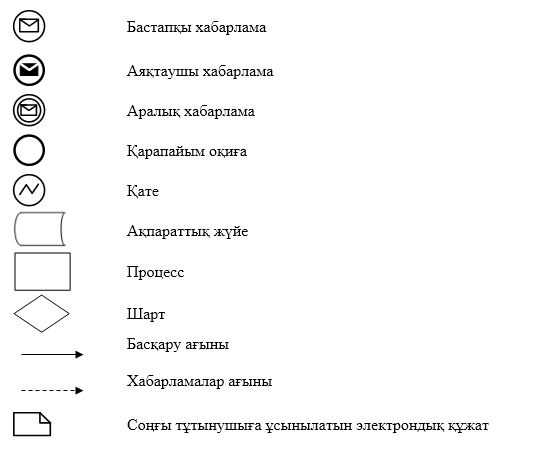 Бастапқы хабарлама
Аяқтаушы хабарлама
Аралық хабарлама
Қарапайым оқиға
Қате
Ақпараттық жүйе
Процесс
Шарт
Басқару ағыны
Хабарламалар ағыны
Соңғы тұтынушыға ұсынылатын электрондық құжат